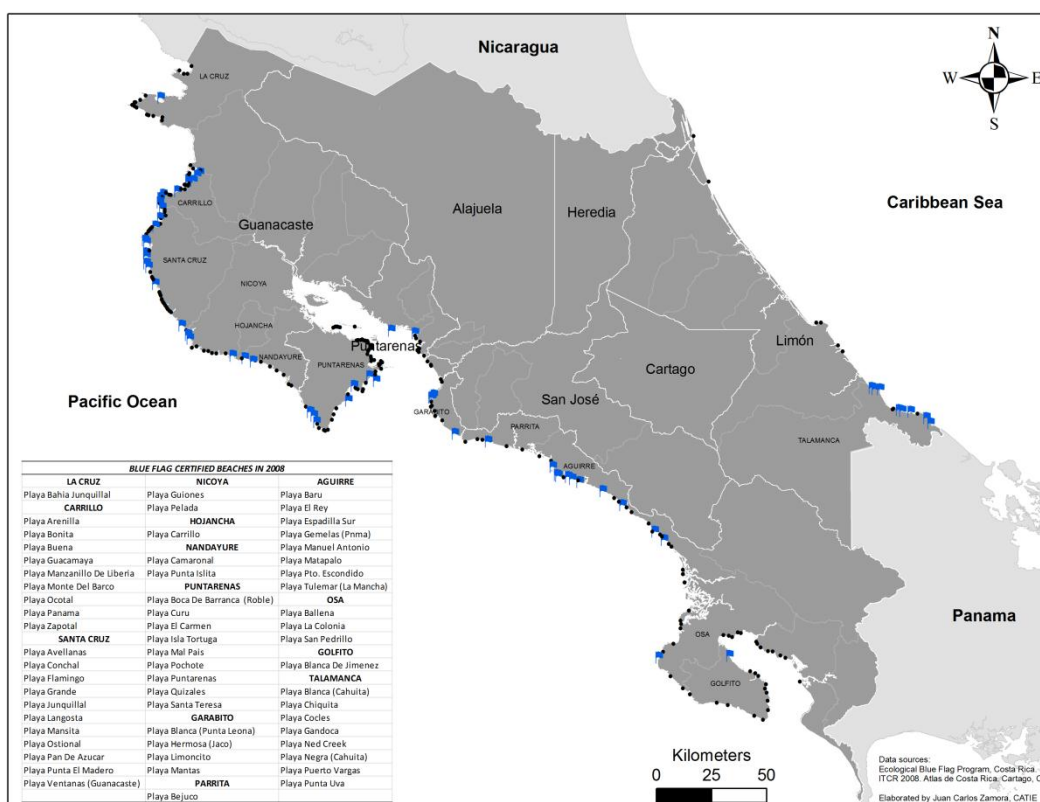 Nicaragua
N
W
E
S
LA CRUZ
Caribbean Sea
CARRILLO
Alajuela
Heredia
Guanacaste
SANTA CRUZ
NICOYA
HOJANCHA
Limón
NANDAYURE
Puntarenas
PUNTARENAS
Cartago
Pacific Ocean
San José
GARABITO
PARRITA
TALAMANCA
AGUIRRE
Panama
OSA
GOLFITO
BLUE FLAG CERTIFIED BEACHES IN 2008
LA CRUZ NICOYA AGUIRRE
Playa Bahia Junquillal Playa Guiones Playa Baru
CARRILLO Playa Pelada Playa El Rey
Playa Arenilla HOJANCHA Playa Espadilla Sur
Playa Bonita Playa Carrillo Playa Gemelas (Pnma)
Playa Buena NANDAYURE Playa Manuel Antonio
Playa Guacamaya Playa Camaronal Playa Matapalo
Playa Manzanillo De Liberia Playa Punta Islita Playa Pto. Escondido
Playa Monte Del Barco PUNTARENAS Playa Tulemar (La Mancha)
Playa Ocotal Playa Boca De Barranca (Roble) OSA
Playa Panama Playa Curu Playa Ballena
Playa Zapotal Playa El Carmen Playa La Colonia
SANTA CRUZ Playa Isla Tortuga Playa San Pedrillo
Playa Avellanas Playa Mal Pais GOLFITO
Playa Conchal Playa Pochote Playa Blanca De Jimenez
Playa Flamingo Playa Puntarenas TALAMANCA
Playa Grande Playa Quizales Playa Blanca (Cahuita)
Playa Junquillal Playa Santa Teresa Playa Chiquita
Playa Langosta GARABITO Playa Cocles
Playa Mansita Playa Blanca (Punta Leona) Playa Gandoca
Playa Ostional Playa Hermosa (Jaco) Playa Ned Creek
Playa Pan De Azucar Playa Limoncito Playa Negra (Cahuita)
Playa Punta El Madero Playa Mantas Playa Puerto Vargas
Playa Ventanas (Guanacaste) PARRITA Playa Punta Uva
Playa Bejuco
Kilometers
0 25 50
Data sources:
Ecological Blue Flag Program, Costa Rica.
ITCR 2008. Atlas de Costa Rica. Cartago, C
Elaborated by Juan Carlos Zamora, CATIE